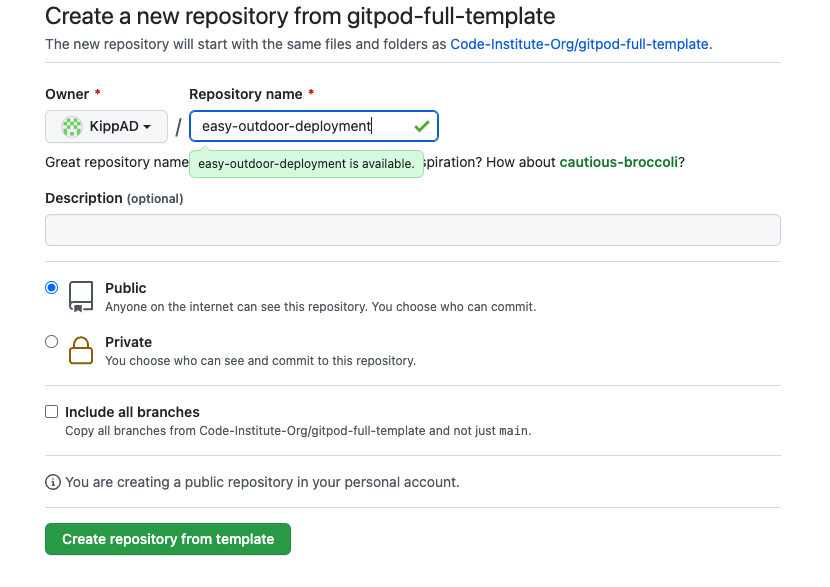 Create a new repository from gitpod-full-template
The new repository will start with the same files and folders as Code-Institute-Org/gitpod-full-template.
Owner * Repository name *
KippAD / easy-outdoor-deployment
Great repository name piration? How about cautious-broccoli?
easy-outdoor-deployment is available.
Description (optional)
Public
Anyone on the internet can see this repository. You choose who can commit.
Private
You choose who can see and commit to this repository.
Include all branches
Copy all branches from Code-Institute-Org/gitpod-full-template and not just main.
You are creating a public repository in your personal account.
Create repository from template